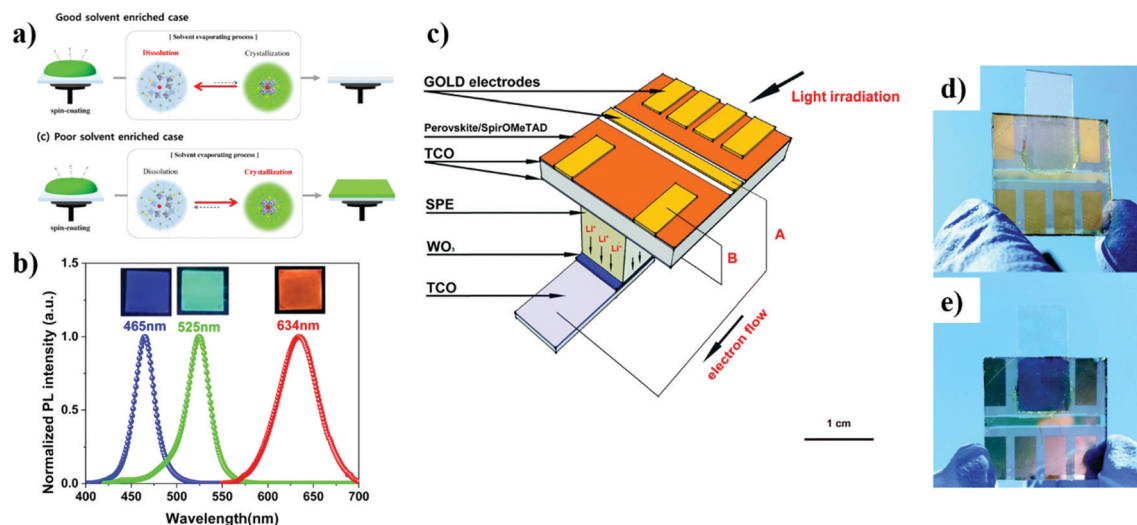 a)
Good solvent enriched case
[ Solvent evaporating process ]
Dissolution
Crystallization
spin-coating
(c) Poor solvent enriched case
[ Solvent evaporating process ]
Dissolution
Crystallization
spin-coating
b)
Normalized PL intensity (a.u.)
1.5
1.0
0.5
0.0
465nm
525nm
634nm
400
450
500
550
600
650
700
Wavelength(nm)
c)
GOLD electrodes
Light irradiation
Perovskite/SpirOMeTAD
TCO
SPE
Li⁺
Li⁺
Li⁺
Li⁺
WO₃
TCO
A
B
electron flow
1 cm
d)
e)